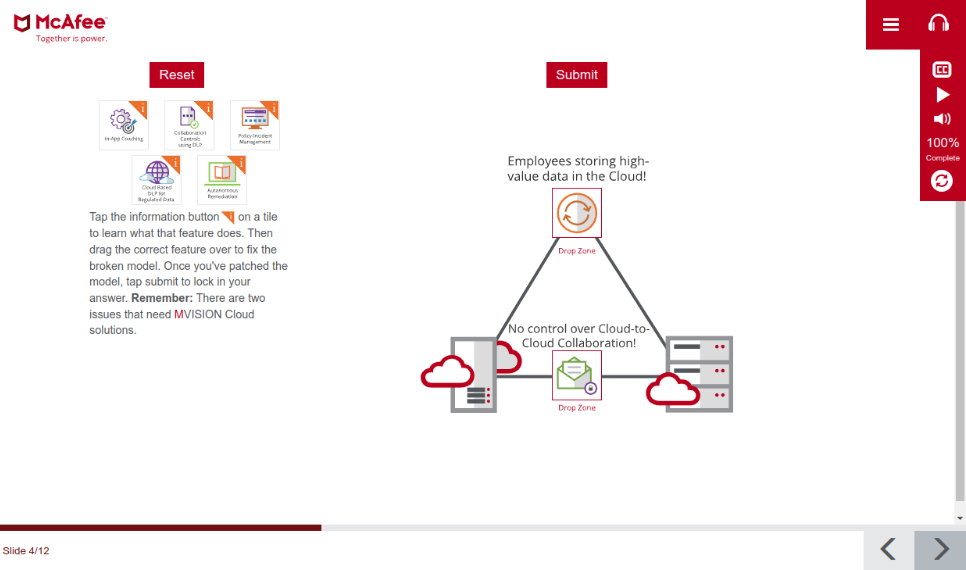 McAfee
Together is power.
Reset
Submit
CC
100%
Complete
i
i
i
In-App Coaching
Collaboration
Controls
using DLP
Policy Incident
Management
i
i
Cloud Based
DLP for
Regulated Data
Autonomous
Remediation
Tap the information button i on a tile
to learn what that feature does. Then
drag the correct feature over to fix the
broken model. Once you've patched the
model, tap submit to lock in your
answer. Remember: There are two
issues that need MVISION Cloud
solutions.
Employees storing high-
value data in the Cloud!
Drop Zone
No control over Cloud-to-
Cloud Collaboration!
Drop Zone
Slide 4/12